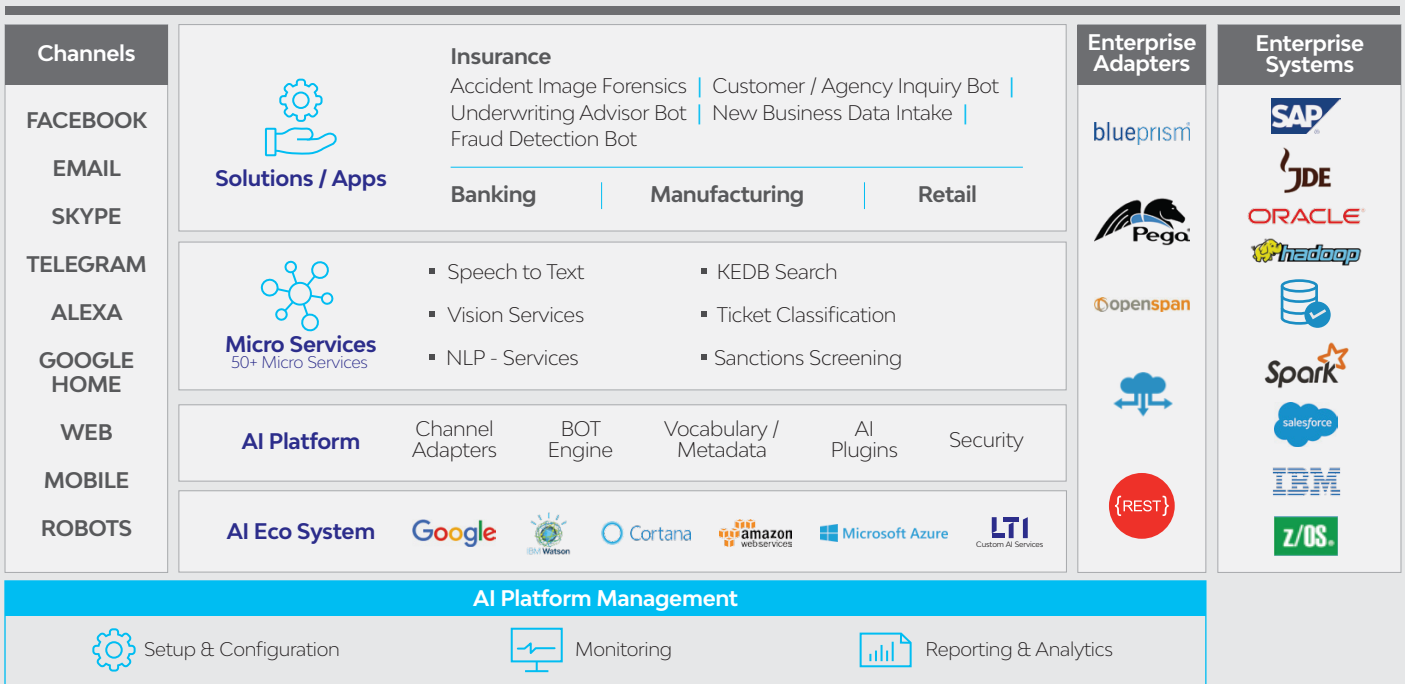 Channels
FACEBOOK
EMAIL
SKYPE
TELEGRAM
ALEXA
GOOGLE
HOME
WEB
MOBILE
ROBOTS
Solutions / Apps
Insurance
Accident Image Forensics | Customer / Agency Inquiry Bot |
Underwriting Advisor Bot | New Business Data Intake |
Fraud Detection Bot
Banking | Manufacturing | Retail
Micro Services
50+ Micro Services
▪ Speech to Text
▪ Vision Services
▪ NLP - Services
▪ KEDB Search
▪ Ticket Classification
▪ Sanctions Screening
AI Platform
Channel
Adapters
BOT
Engine
Vocabulary /
Metadata
AI
Plugins
Security
AI Eco System
Google
IBM Watson
Cortana
amazon
webservices
Microsoft Azure
LTI
Custom AI Services
Enterprise
Adapters
blueprism
Pega
openspan
{REST}
Enterprise
Systems
SAP
JDE
ORACLE
hadoop
Spark
salesforce
IBM
z/OS.
AI Platform Management
Setup & Configuration
Monitoring
Reporting & Analytics